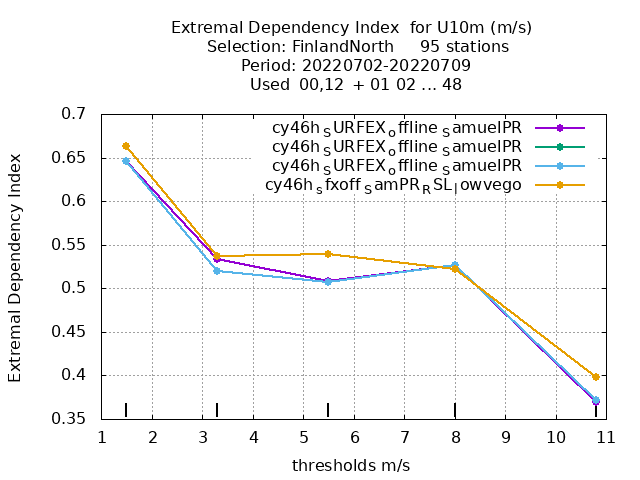 Extremal Dependency Index  for U10m (m/s)
Selection: FinlandNorth     95 stations
Period: 20220702-20220709
Used  00,12  + 01 02 ... 48
cy46h_SURFEX_offline_SamuelPR
cy46h_SURFEX_offline_SamuelPR
cy46h_SURFEX_offline_SamuelPR
cy46h_sfxoff_SamPR_RSL_lowvego
Extremal Dependency Index
0.7
0.65
0.6
0.55
0.5
0.45
0.4
0.35
1 2 3 4 5 6 7 8 9 10 11
thresholds m/s